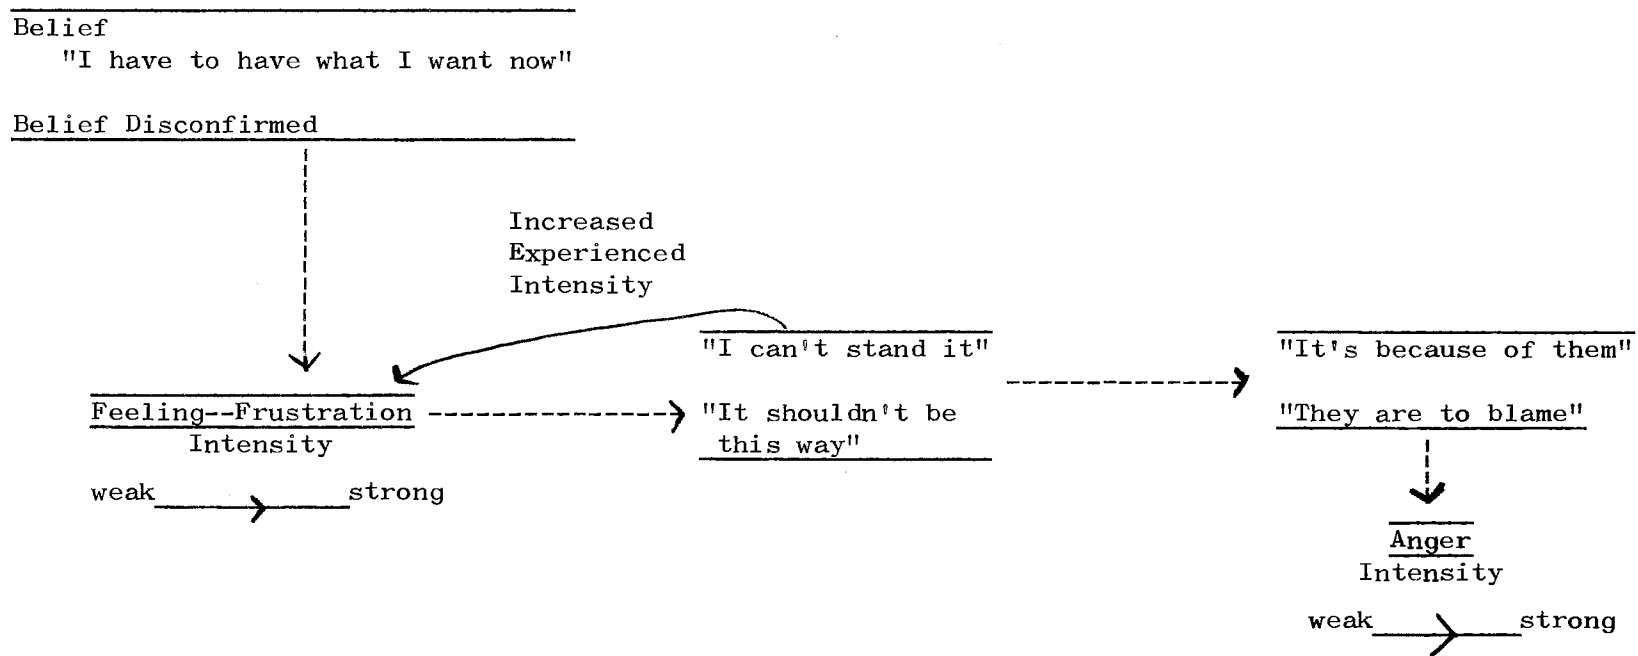 Belief
"I have to have what I want now"
Belief Disconfirmed
Increased
Experienced
Intensity
"I can't stand it"
"It shouldn't be
this way"
"It's because of them"
"They are to blame"
Feeling--Frustration
Intensity
weak strong
Anger
Intensity
weak strong